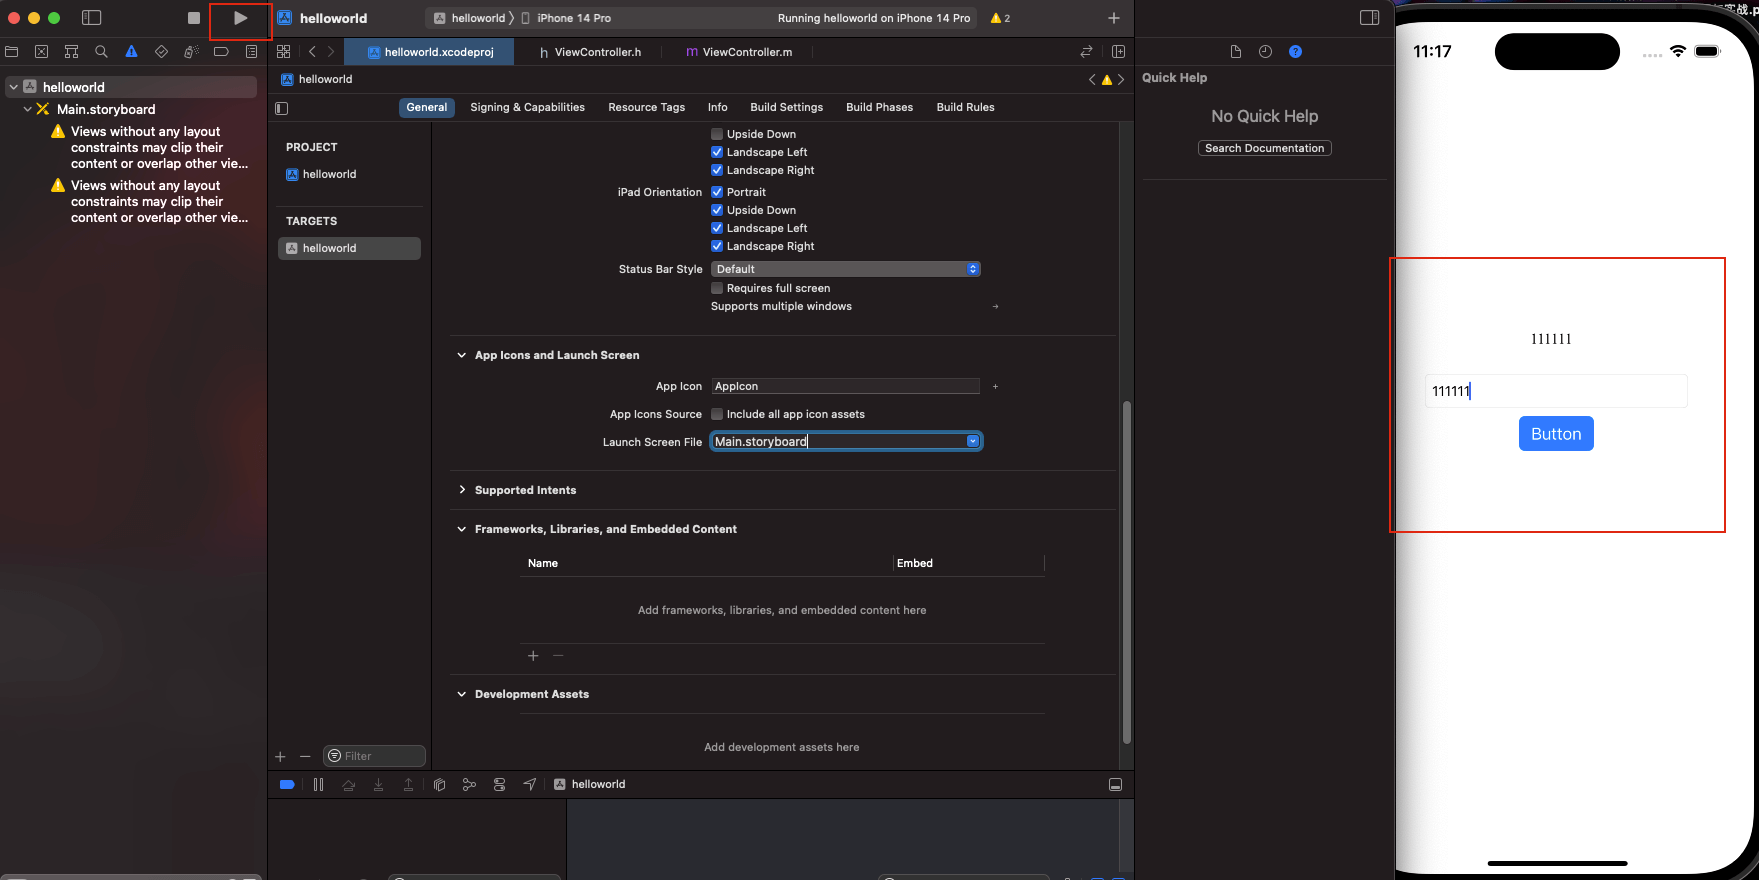 helloworld
helloworld 〉 iPhone 14 Pro
Running helloworld on iPhone 14 Pro
2
helloworld.xcodeproj
h ViewController.h
m ViewController.m
helloworld
General
Signing & Capabilities
Resource Tags
Info
Build Settings
Build Phases
Build Rules
helloworld
Main.storyboard
Views without any layout
constraints may clip their
content or overlap other vie...
Views without any layout
constraints may clip their
content or overlap other vie...
PROJECT
helloworld
TARGETS
helloworld
Filter
Upside Down
Landscape Left
Landscape Right
iPad Orientation
Portrait
Upside Down
Landscape Left
Landscape Right
Status Bar Style
Default
Requires full screen
Supports multiple windows
App Icons and Launch Screen
App Icon
AppIcon
App Icons Source
Include all app icon assets
Launch Screen File
Main.storyboard
Supported Intents
Frameworks, Libraries, and Embedded Content
Name
Embed
Add frameworks, libraries, and embedded content here
Development Assets
Add development assets here
helloworld
Quick Help
No Quick Help
Search Documentation
11:17
111111
111111
Button